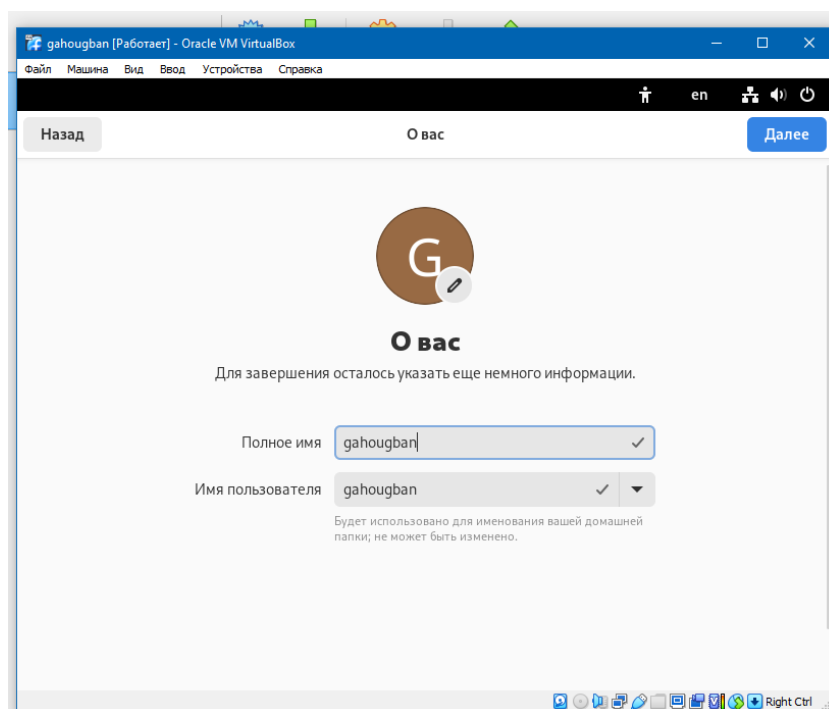 gahougban [Работает] - Oracle VM VirtualBox
Файл Машина Вид Ввод Устройства Справка
en
Назад О вас Далее
G
О вас
Для завершения осталось указать еще немного информации.
Полное имя gahougban
Имя пользователя gahougban
Будет использовано для именования вашей домашней
папки; не может быть изменено.
Right Ctrl